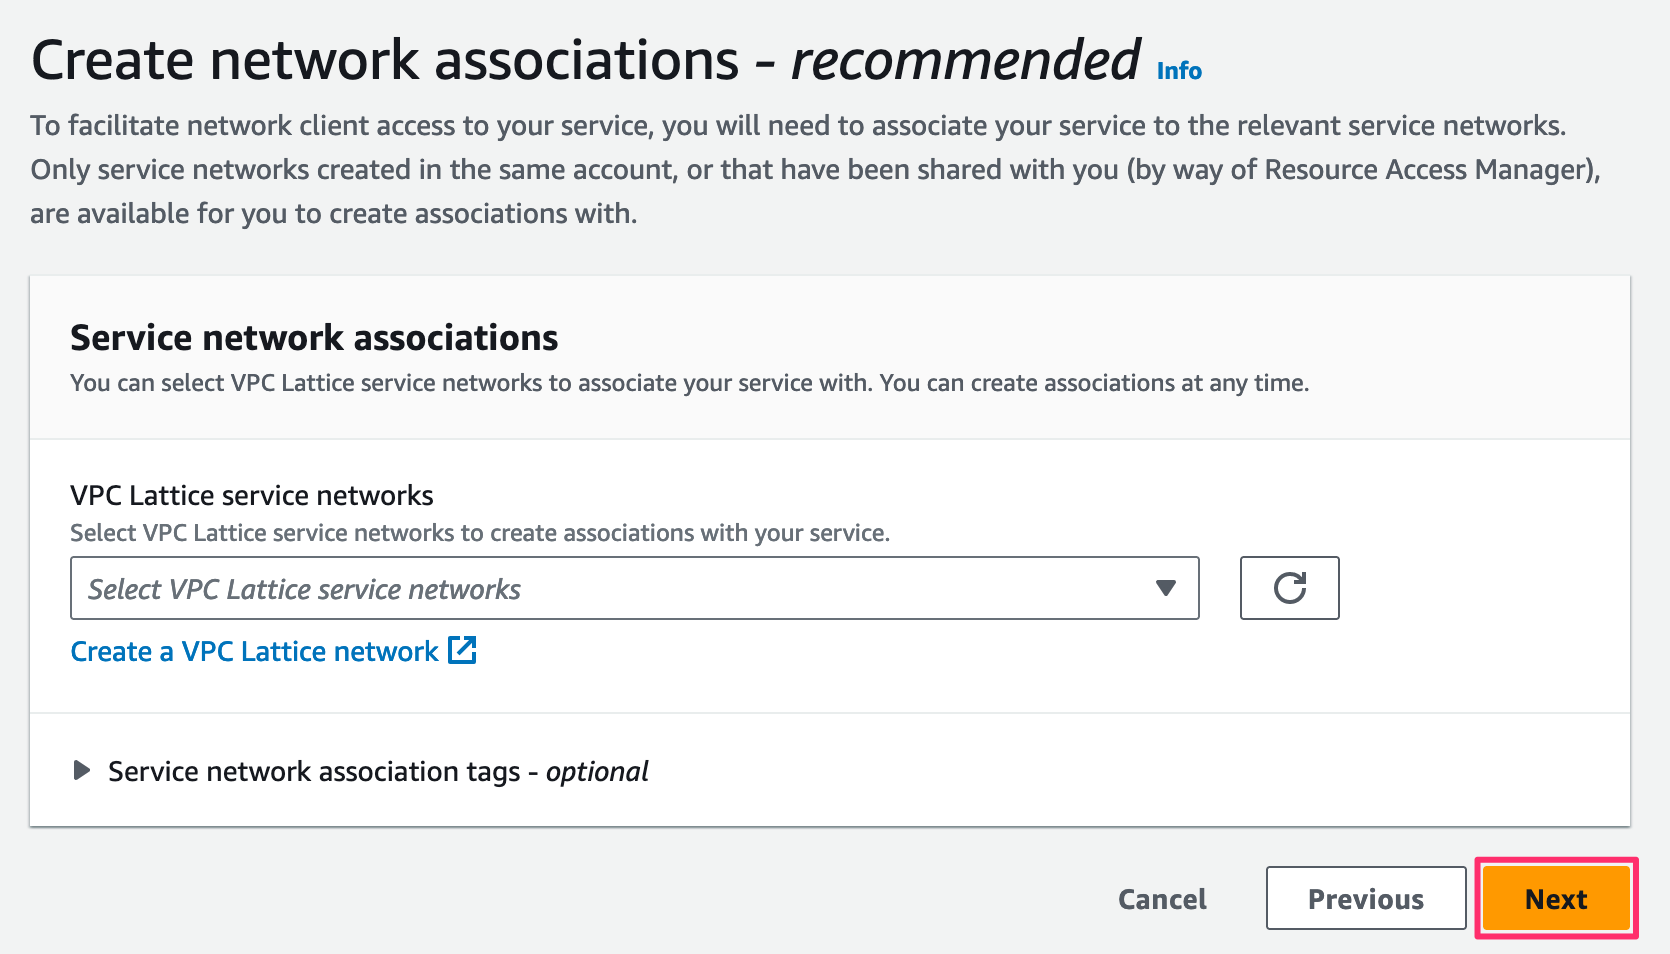 Create network associations - recommended Info
To facilitate network client access to your service, you will need to associate your service to the relevant service networks.
Only service networks created in the same account, or that have been shared with you (by way of Resource Access Manager),
are available for you to create associations with.
Service network associations
You can select VPC Lattice service networks to associate your service with. You can create associations at any time.
VPC Lattice service networks
Select VPC Lattice service networks to create associations with your service.
Select VPC Lattice service networks
Create a VPC Lattice network
Service network association tags - optional
Cancel Previous Next